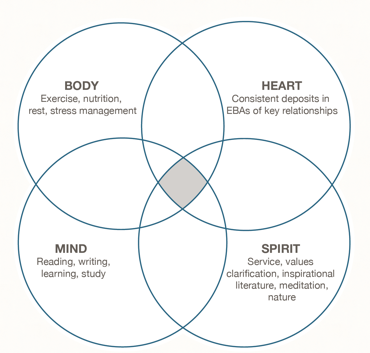 BODY
Exercise, nutrition,
rest, stress management
HEART
Consistent deposits in
EBAs of key relationships
MIND
Reading, writing,
learning, study
SPIRIT
Service, values
clarification, inspirational
literature, meditation,
nature